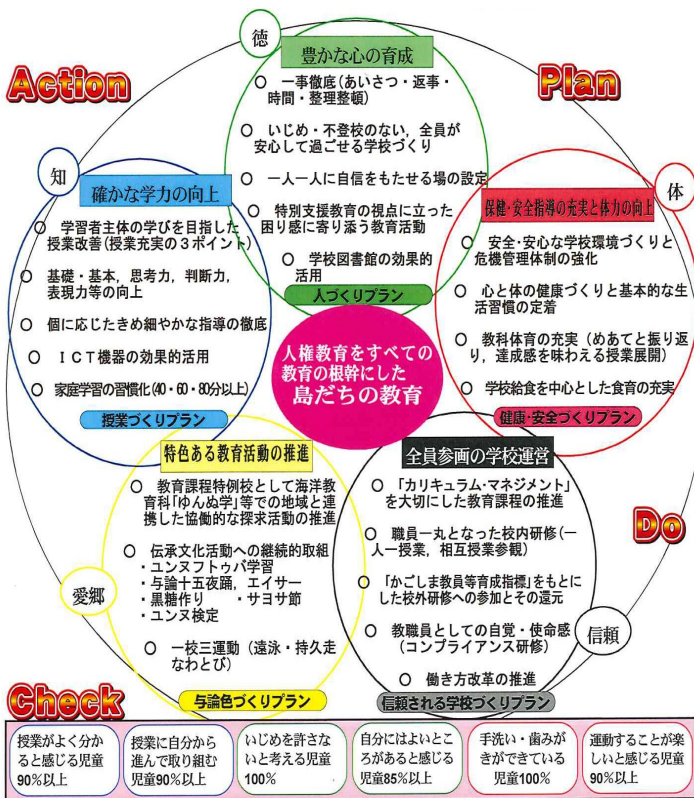 Action
Plan
徳
豊かな心の育成
○ 一事徹底(あいさつ・返事・
時間・整理整頓)
○ いじめ・不登校のない，全員が
安心して過ごせる学校づくり
○ 一人一人に自信をもたせる場の設定
○ 特別支援教育の視点に立った
困り感に寄り添う教育活動
○ 学校図書館の効果的
活用
人づくりプラン
知
確かな学力の向上
○ 学習者主体の学びを目指した
授業改善(授業充実の３ポイント)
○ 基礎・基本，思考力，判断力，
表現力等の向上
○ 個に応じたきめ細やかな指導の徹底
○ ＩＣＴ機器の効果的活用
○ 家庭学習の習慣化(40・60・80分以上)
授業づくりプラン
体
保健・安全指導の充実と体力の向上
○ 安全・安心な学校環境づくりと
危機管理体制の強化
○ 心と体の健康づくりと基本的な生
活習慣の定着
○ 教科体育の充実（めあてと振り返
り，達成感を味わえる授業展開）
○ 学校給食を中心とした食育の充実
健康・安全づくりプラン
人権教育をすべての
教育の根幹にした
島だちの教育
特色ある教育活動の推進
○ 教育課程特例校として海洋教
育科「ゆんぬ学」等での地域と連
携した協働的な探求活動の推進
○ 伝承文化活動への継続的取組
・ユンヌフトゥバ学習
・与論十五夜踊，エイサー
・黒糖作り ・サヨサ節
・ユンヌ検定
○ 一校三運動（遠泳・持久走
なわとび）
愛郷
与論色づくりプラン
全員参画の学校運営
○ 「カリキュラム・マネジメント」
を大切にした教育課程の推進
○ 職員一丸となった校内研修(一
人一授業，相互授業参観)
○ 「かごしま教員等育成指標」をもとに
した校外研修への参加とその還元
○ 教職員としての自覚・使命感
(コンプライアンス研修)
○ 働き方改革の推進
信頼される学校づくりプラン
Do
信頼
Check
授業がよく分か
ると感じる児童
90%以上
授業に自分から
進んで取り組む
児童90%以上
いじめを許さな
いと考える児童
100%
自分にはよいとこ
ろがあると感じる
児童85%以上
手洗い・歯みが
きができている
児童100%
運動することが楽
しいと感じる児童
90%以上